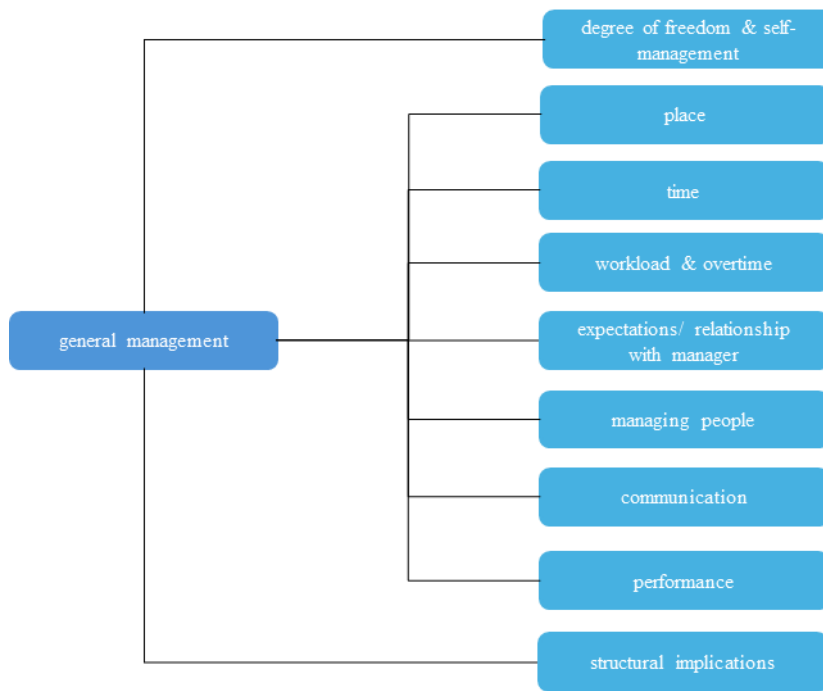 degree of freedom & self-
management
place
time
workload & overtime
general management
expectations/ relationship
with manager
managing people
communication
performance
structural implications